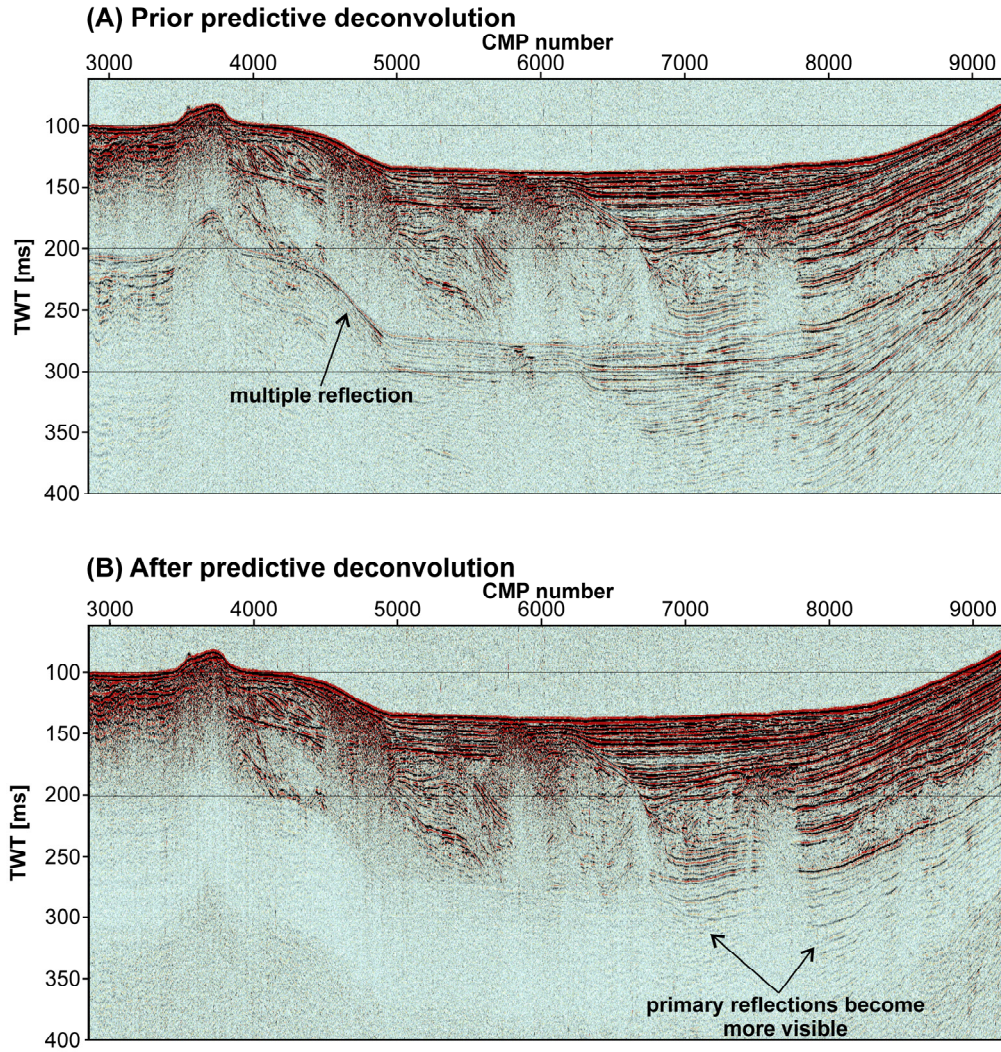 (A) Prior predictive deconvolution
CMP number
3000 4000 5000 6000 7000 8000 9000
TWT [ms]
100
150
200
250
300
350
400
multiple reflection
(B) After predictive deconvolution
CMP number
3000 4000 5000 6000 7000 8000 9000
TWT [ms]
100
150
200
250
300
350
400
primary reflections become
more visible